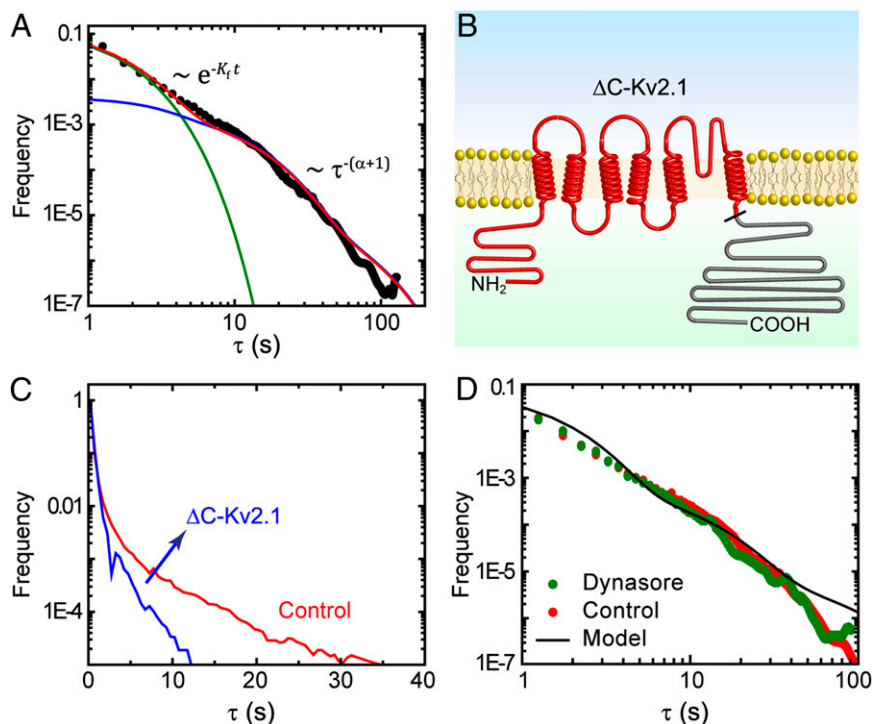 A
Frequency
0.1
1E-3
1E-5
1E-7
1
10
100
τ (s)
~ e^-K_f t
~ τ^-(α+1)
B
ΔC-Kv2.1
NH₂
COOH
C
Frequency
1
0.01
1E-4
0
10
20
30
40
τ (s)
ΔC-Kv2.1
Control
D
Frequency
0.1
1E-3
1E-5
1E-7
1
10
100
τ (s)
Dynasore
Control
Model